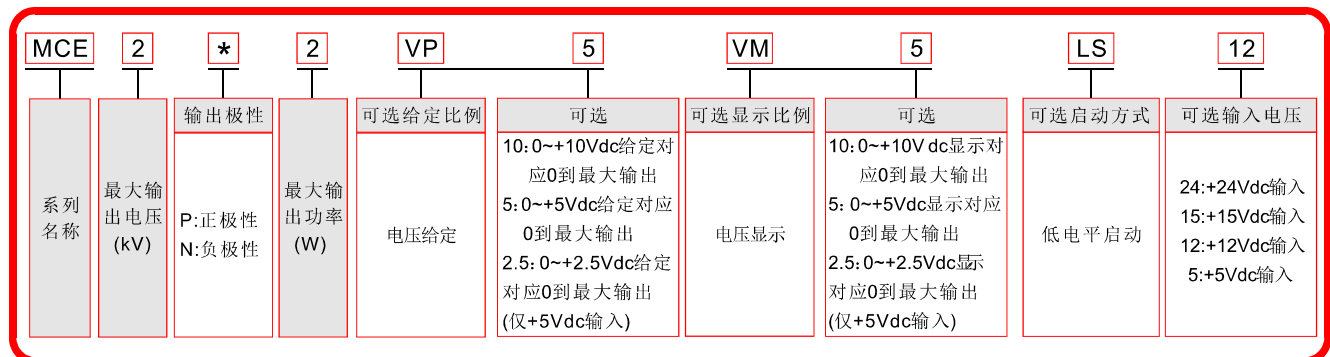 MCE 2 * 2 VP 5 VM 5 LS 12
系列
名称
最大输
出电压
(kV)
输出极性
P:正极性
N:负极性
最大输
出功率
(W)
可选给定比例
电压给定
可选
10:0~+10Vdc给定对
应0到最大输出
5:0~+5Vdc给定对应
0到最大输出
2.5:0~+2.5Vdc给定
对应0到最大输出
(仅+5Vdc输入)
可选显示比例
电压显示
可选
10:0~+10Vdc显示对
应0到最大输出
5:0~+5Vdc显示对应
0到最大输出
2.5:0~+2.5Vdc显示
对应0到最大输出
(仅+5Vdc输入)
可选启动方式
低电平启动
可选输入电压
24:+24Vdc输入
15:+15Vdc输入
12:+12Vdc输入
5:+5Vdc输入